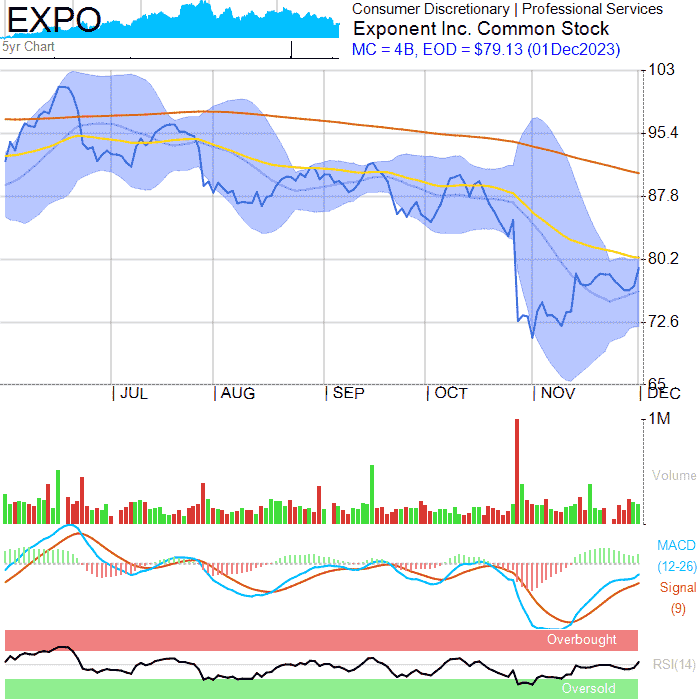 EXPO
5yr Chart
Consumer Discretionary | Professional Services
Exponent Inc. Common Stock
MC = 4B, EOD = $79.13 (01Dec2023)
103
95.4
87.8
80.2
72.6
65
JUL AUG SEP OCT NOV DEC
1M
Volume
MACD
(12-26)
Signal
(9)
Overbought
RSI(14)
Oversold